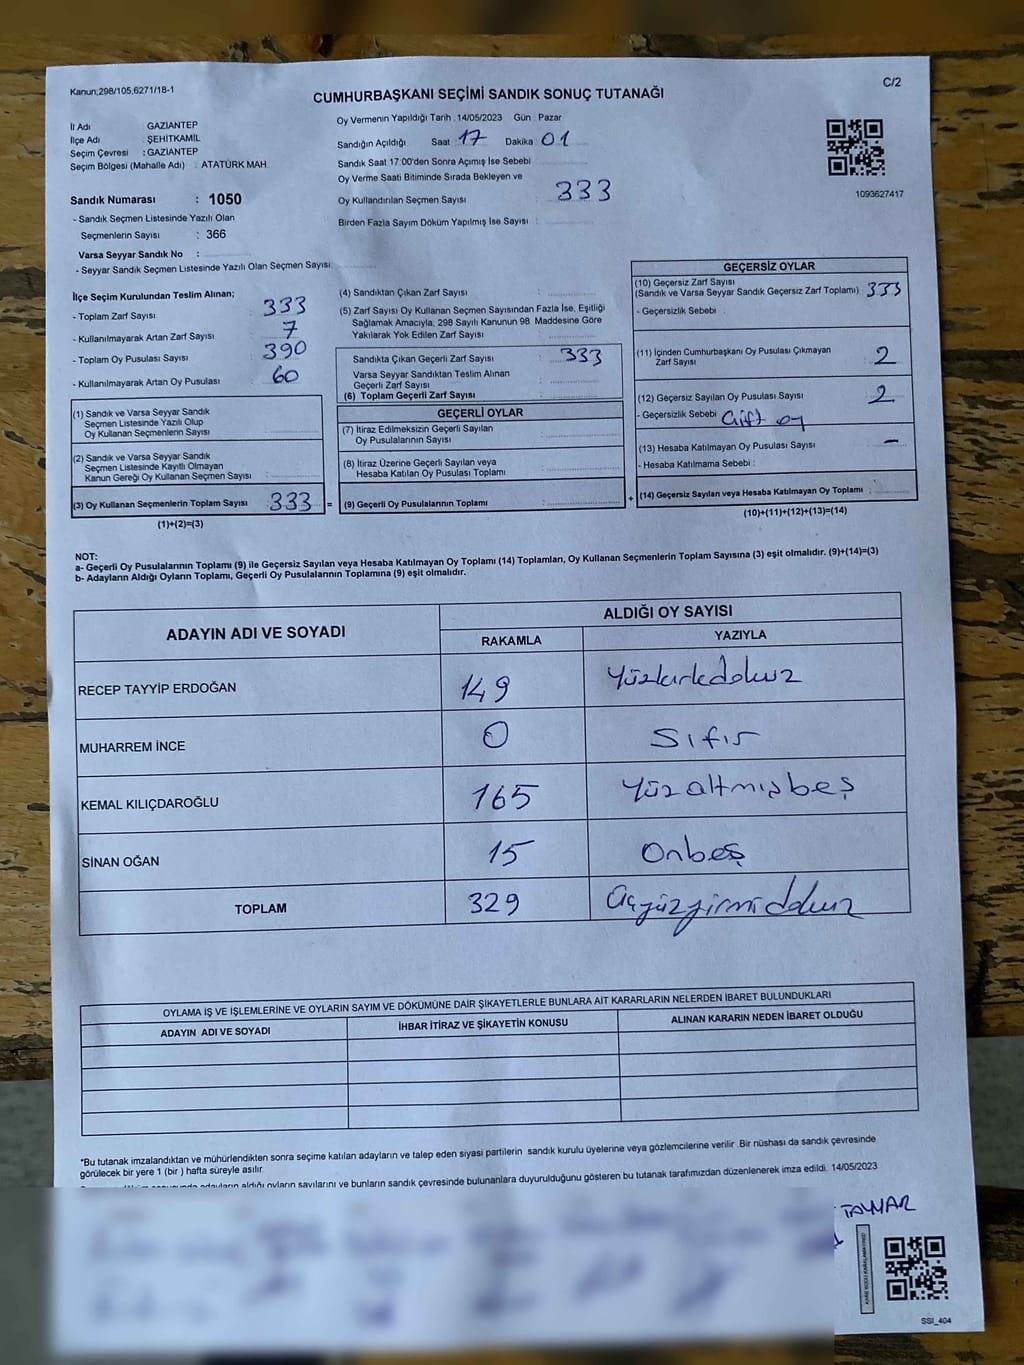 Kanun;298/105,6271/18-1
C/2
CUMHURBAŞKANI SEÇİMİ SANDIK SONUÇ TUTANAĞI
İl Adı : GAZİANTEP
İlçe Adı : ŞEHİTKAMİL
Seçim Çevresi : GAZİANTEP
Seçim Bölgesi (Mahalle Adı) : ATATÜRK MAH
Sandık Numarası : 1050
- Sandık Seçmen Listesinde Yazılı Olan
Seçmenlerin Sayısı : 366
Varsa Seyyar Sandık No :
- Seyyar Sandık Seçmen Listesinde Yazılı Olan Seçmen Sayısı:
Oy Vermenin Yapıldığı Tarih : 14/05/2023 Gün : Pazar
Sandığın Açıldığı Saat : 17 Dakika : 01
Sandık Saat 17:00'den Sonra Açımış İse Sebebi :
Oy Verme Saati Bitiminde Sırada Bekleyen ve
Oy Kullandırılan Seçmen Sayısı : 333
Birden Fazla Sayım Döküm Yapılmış İse Sayısı :
1093627417
İlçe Seçim Kurulundan Teslim Alınan;
- Toplam Zarf Sayısı : 333
- Kullanılmayarak Artan Zarf Sayısı : 7
- Toplam Oy Pusulası Sayısı : 390
- Kullanılmayarak Artan Oy Pusulası : 60
(1) Sandık ve Varsa Seyyar Sandık
Seçmen Listesinde Yazılı Olup
Oy Kullanan Seçmenlerin Sayısı :
(2) Sandık ve Varsa Seyyar Sandık
Seçmen Listesinde Kayıtlı Olmayan
Kanun Gereği Oy Kullanan Seçmen Sayısı :
(3) Oy Kullanan Seçmenlerin Toplam Sayısı : 333 =
(1)+(2)=(3)
(4) Sandıktan Çıkan Zarf Sayısı :
(5) Zarf Sayısı Oy Kullanan Seçmen Sayısından Fazla İse, Eşitliği
Sağlamak Amacıyla, 298 Sayılı Kanunun 98. Maddesine Göre
Yakılarak Yok Edilen Zarf Sayısı :
Sandıkta Çıkan Geçerli Zarf Sayısı : 333
Varsa Seyyar Sandıktan Teslim Alınan
Geçerli Zarf Sayısı :
(6) Toplam Geçerli Zarf Sayısı :
GEÇERLİ OYLAR
(7) İtiraz Edilmeksizin Geçerli Sayılan
Oy Pusulalarının Sayısı :
(8) İtiraz Üzerine Geçerli Sayılan veya
Hesaba Katılan Oy Pusulası Toplamı :
(9) Geçerli Oy Pusulalarının Toplamı : +
GEÇERSİZ OYLAR
(10) Geçersiz Zarf Sayısı
(Sandık ve Varsa Seyyar Sandık Geçersiz Zarf Toplamı) : 333
- Geçersizlik Sebebi :
(11) İçinden Cumhurbaşkanı Oy Pusulası Çıkmayan
Zarf Sayısı : 2
(12) Geçersiz Sayılan Oy Pusulası Sayısı : 2
- Geçersizlik Sebebi : Çift oy
(13) Hesaba Katılmayan Oy Pusulası Sayısı : -
- Hesaba Katılmama Sebebi :
(14) Geçersiz Sayılan veya Hesaba Katılmayan Oy Toplamı :
(10)+(11)+(12)+(13)=(14)
NOT:
a- Geçerli Oy Pusulalarının Toplamı (9) ile Geçersiz Sayılan veya Hesaba Katılmayan Oy Toplamı (14) Toplamları, Oy Kullanan Seçmenlerin Toplam Sayısına (3) eşit olmalıdır. (9)+(14)=(3)
b- Adayların Aldığı Oyların Toplamı, Geçerli Oy Pusulalarının Toplamına (9) eşit olmalıdır.
ADAYIN ADI VE SOYADI ALDIĞI OY SAYISI
RAKAMLA YAZIYLA
RECEP TAYYİP ERDOĞAN 149 Yüzkırkdokuz
MUHARREM İNCE 0 Sıfır
KEMAL KILIÇDAROĞLU 165 Yüzaltmışbeş
SİNAN OĞAN 15 Onbeş
TOPLAM 329 Üçyüzyirmidokuz
OYLAMA İŞ VE İŞLEMLERİNE VE OYLARIN SAYIM VE DÖKÜMÜNE DAİR ŞİKAYETLERLE BUNLARA AİT KARARLARIN NELERDEN İBARET BULUNDUKLARI
ADAYIN ADI VE SOYADI İHBAR İTİRAZ VE ŞİKAYETİN KONUSU ALINAN KARARIN NEDEN İBARET OLDUĞU
*Bu tutanak imzalandıktan ve mühürlendikten sonra seçime katılan adayların ve talep eden siyasi partilerin sandık kurulu üyelerine veya gözlemcilerine verilir. Bir nüshası da sandık çevresinde
görülecek bir yere 1 (bir) hafta süreyle asılır.
adayların aldığı oyların sayılarını ve bunların sandık çevresinde bulunanlara duyurulduğunu gösteren bu tutanak tarafımızdan düzenlenerek imza edildi. 14/05/2023
TAYYAR
SSI_404